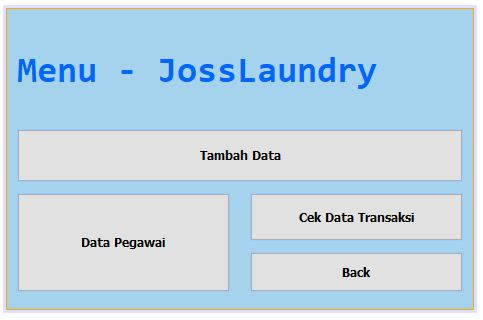 Menu - JossLaundry
Tambah Data
Data Pegawai
Cek Data Transaksi
Back